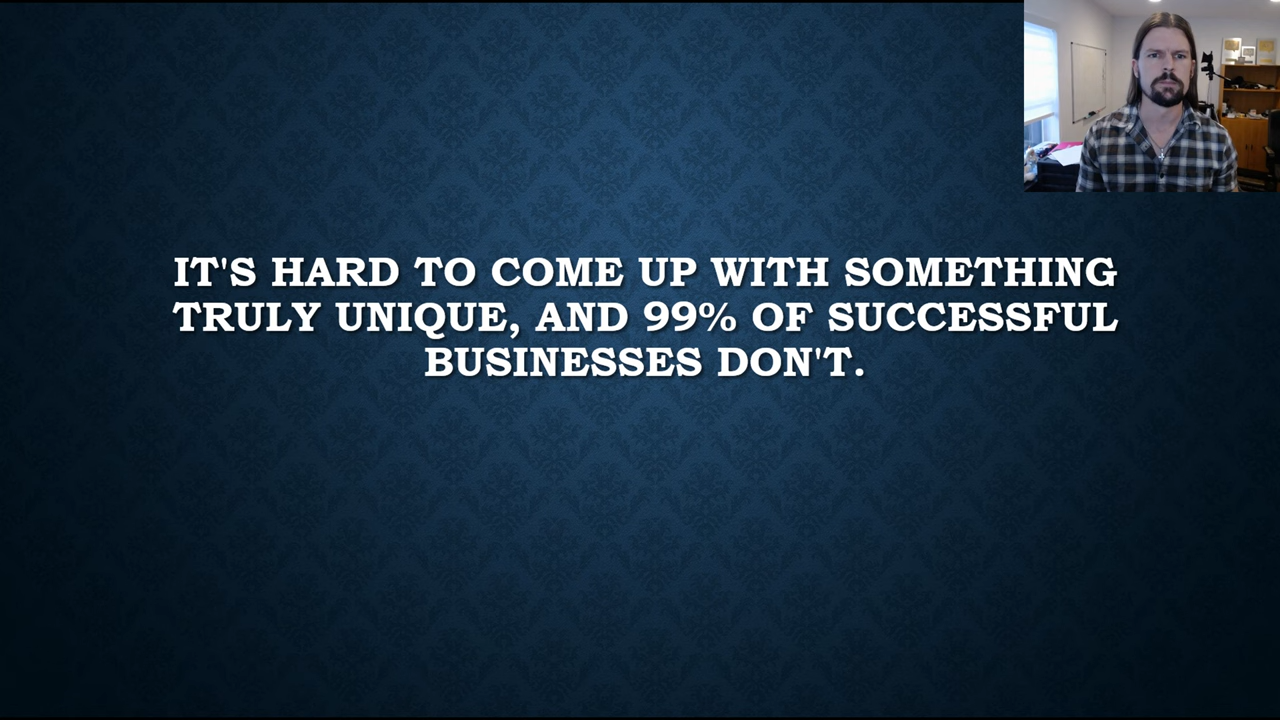 IT'S HARD TO COME UP WITH SOMETHING
TRULY UNIQUE, AND 99% OF SUCCESSFUL
BUSINESSES DON'T.